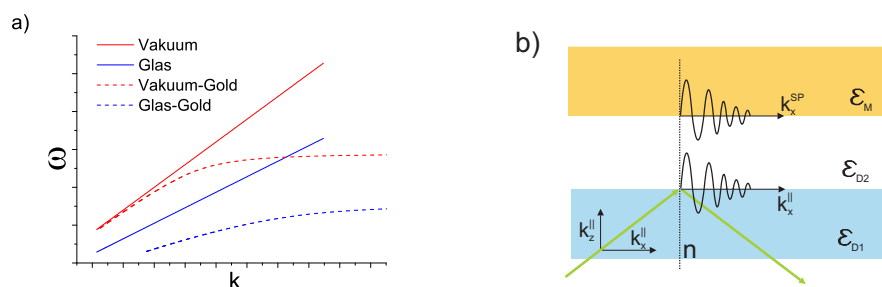 a)
Vakuum
Glas
Vakuum-Gold
Glas-Gold
ω
k
b)
k_x^SP
ε_M
ε_D2
k_x^||
k_z^||
k_x^||
n
ε_D1